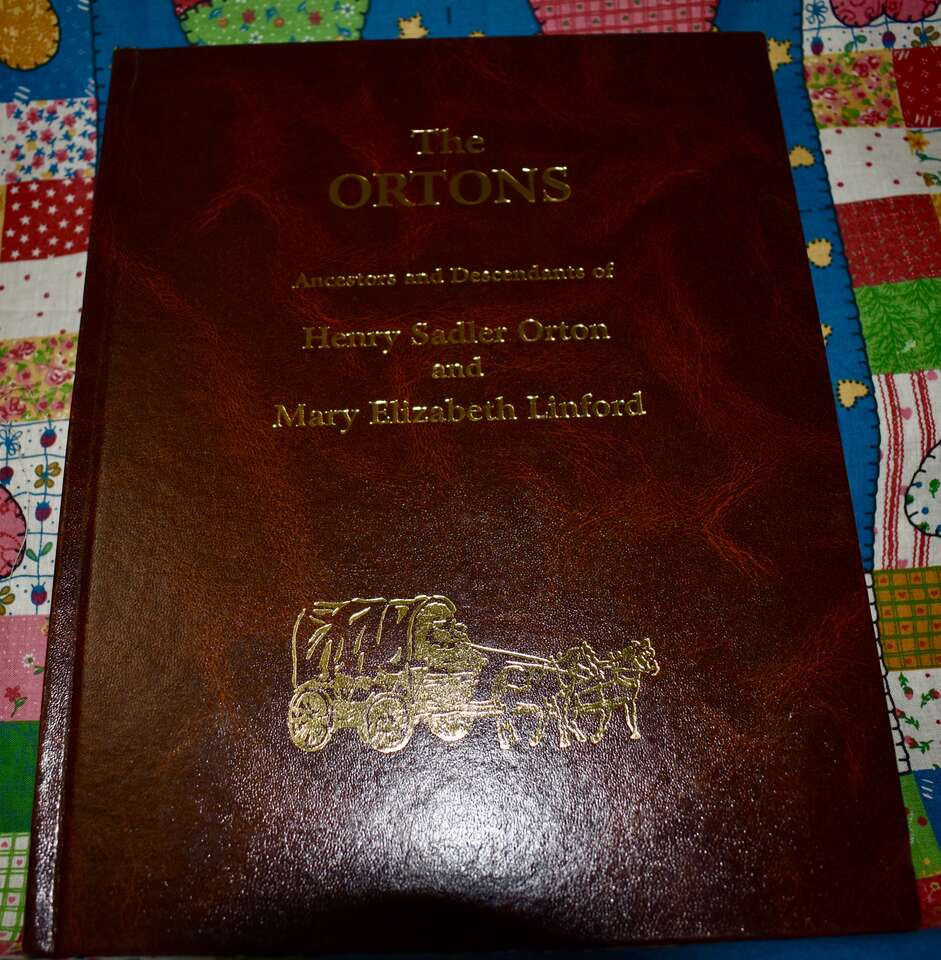 The
ORTONS
Ancestors and Descendants of
Henry Sadler Orton
and
Mary Elizabeth Linford